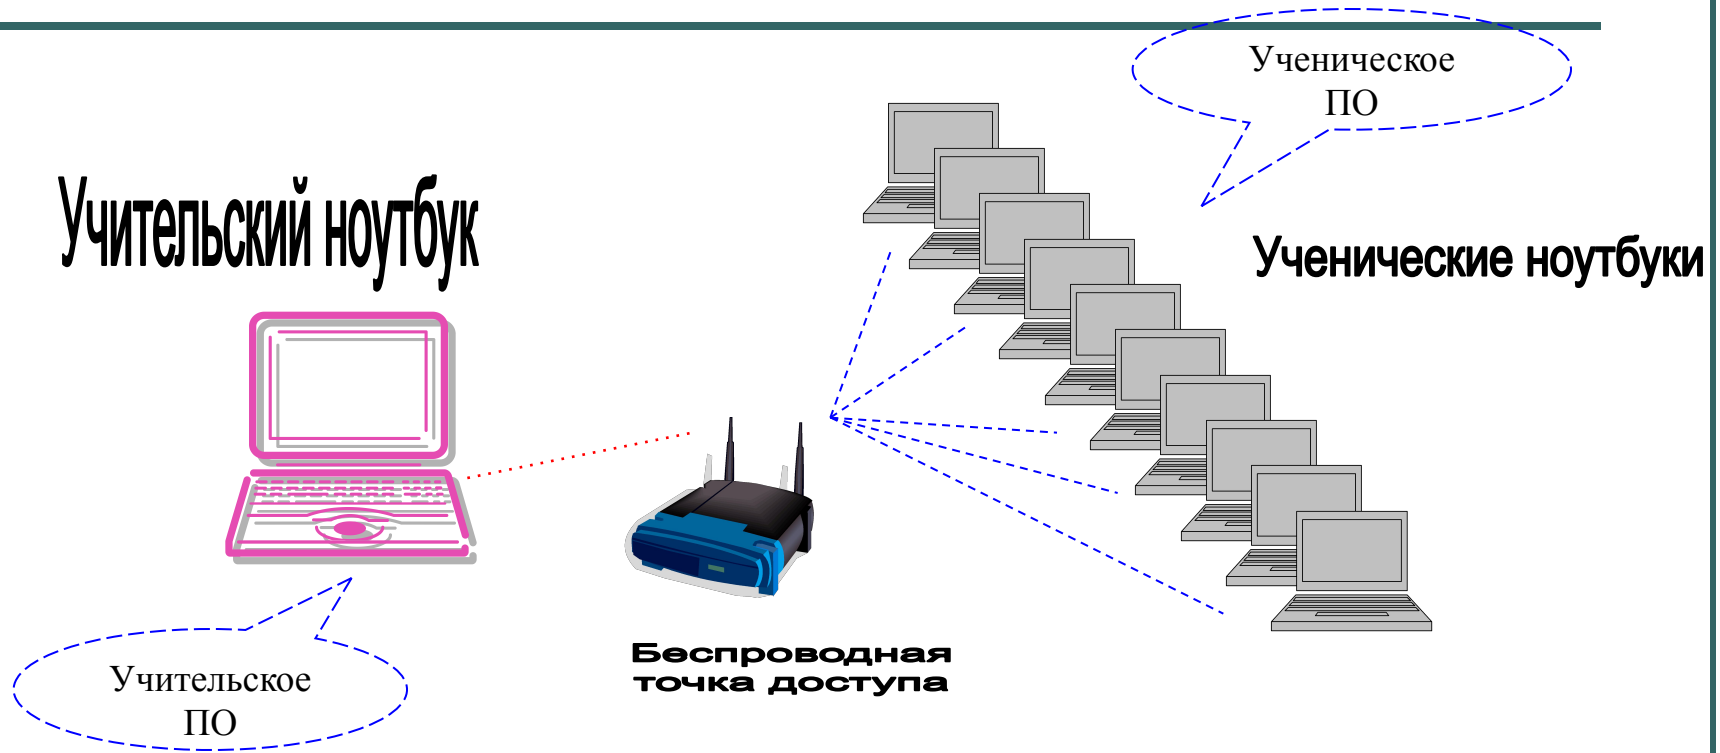 Ученическое
ПО
Учительский ноутбук
Ученические ноутбуки
Беспроводная
точка доступа
Учительское
ПО